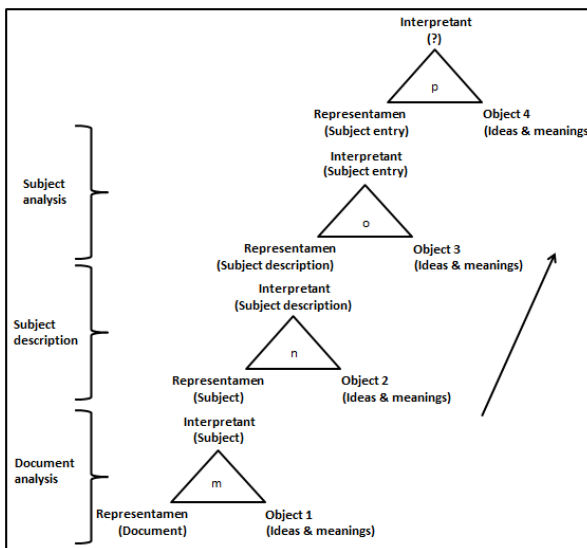 Interpretant
(?)
p
Representamen
(Subject entry)
Object 4
(Ideas & meanings
Interpretant
(Subject entry)
Subject
analysis
o
Representamen
(Subject description)
Object 3
(Ideas & meanings)
Interpretant
(Subject description)
Subject
description
n
Representamen
(Subject)
Object 2
(Ideas & meanings)
Interpretant
(Subject)
Document
analysis
m
Representamen
(Document)
Object 1
(Ideas & meanings)